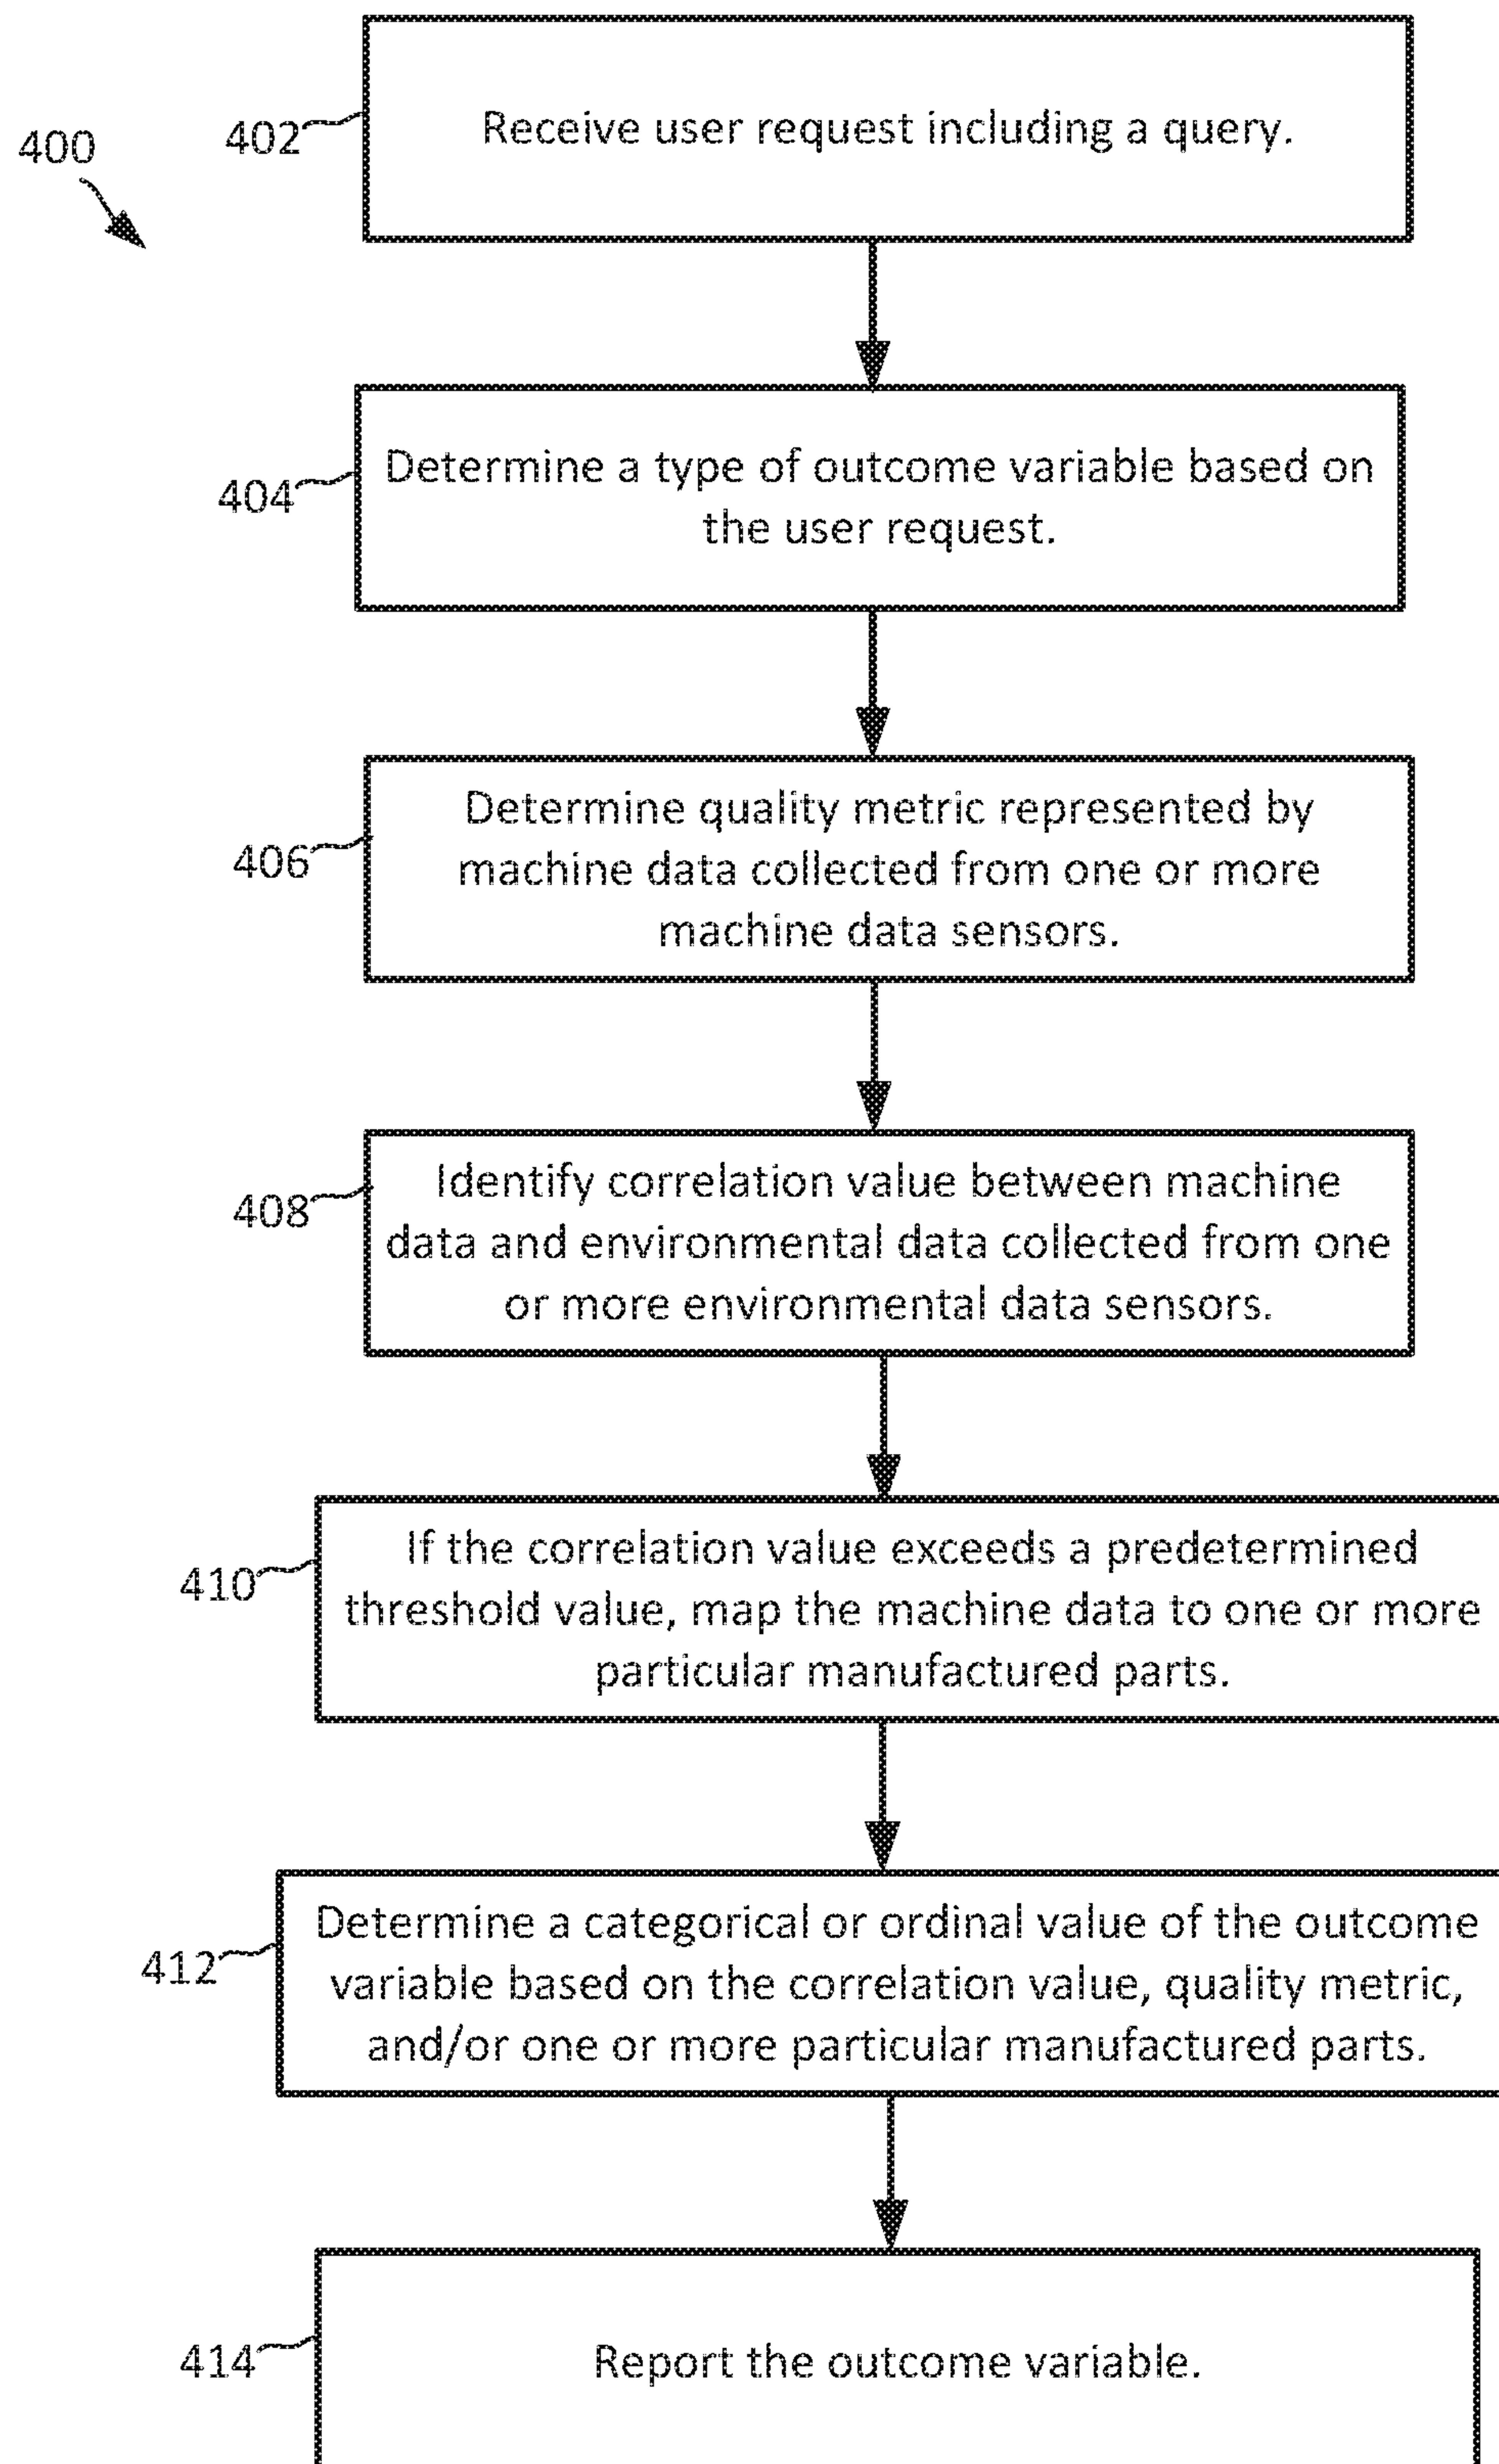 400
402
Receive user request including a query.
404
Determine a type of outcome variable based on
the user request.
406
Determine quality metric represented by
machine data collected from one or more
machine data sensors.
408
Identify correlation value between machine
data and environmental data collected from one
or more environmental data sensors.
410
If the correlation value exceeds a predetermined
threshold value, map the machine data to one or more
particular manufactured parts.
412
Determine a categorical or ordinal value of the outcome
variable based on the correlation value, quality metric,
and/or one or more particular manufactured parts.
414
Report the outcome variable.